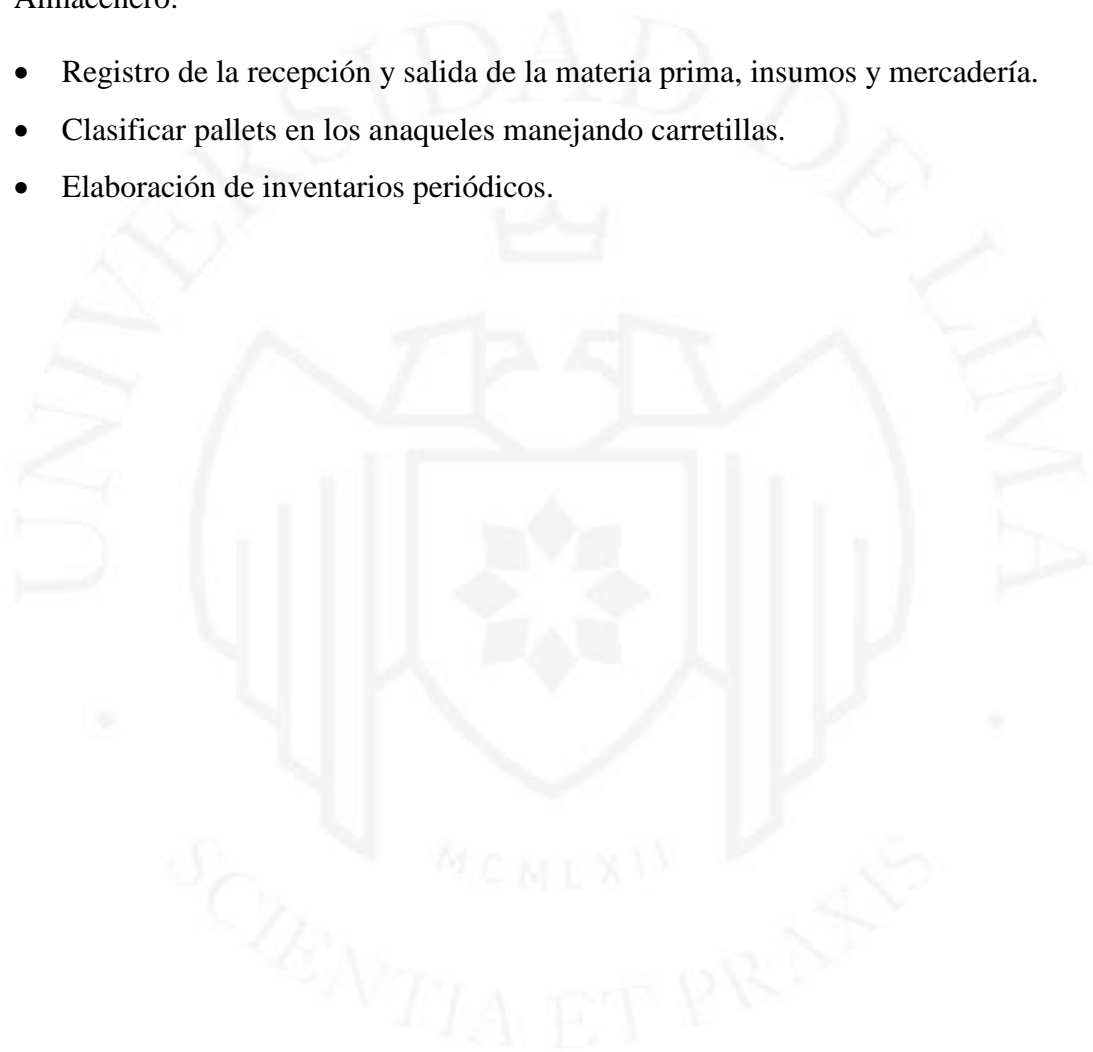 Almacenero:
• Registro de la recepción y salida de la materia prima, insumos y mercadería.
• Clasificar pallets en los anaqueles manejando carretillas.
• Elaboración de inventarios periódicos.
UNIVERSIDAD DE LIMA
MCMLXII
SCIENTIA ET PRAXIS